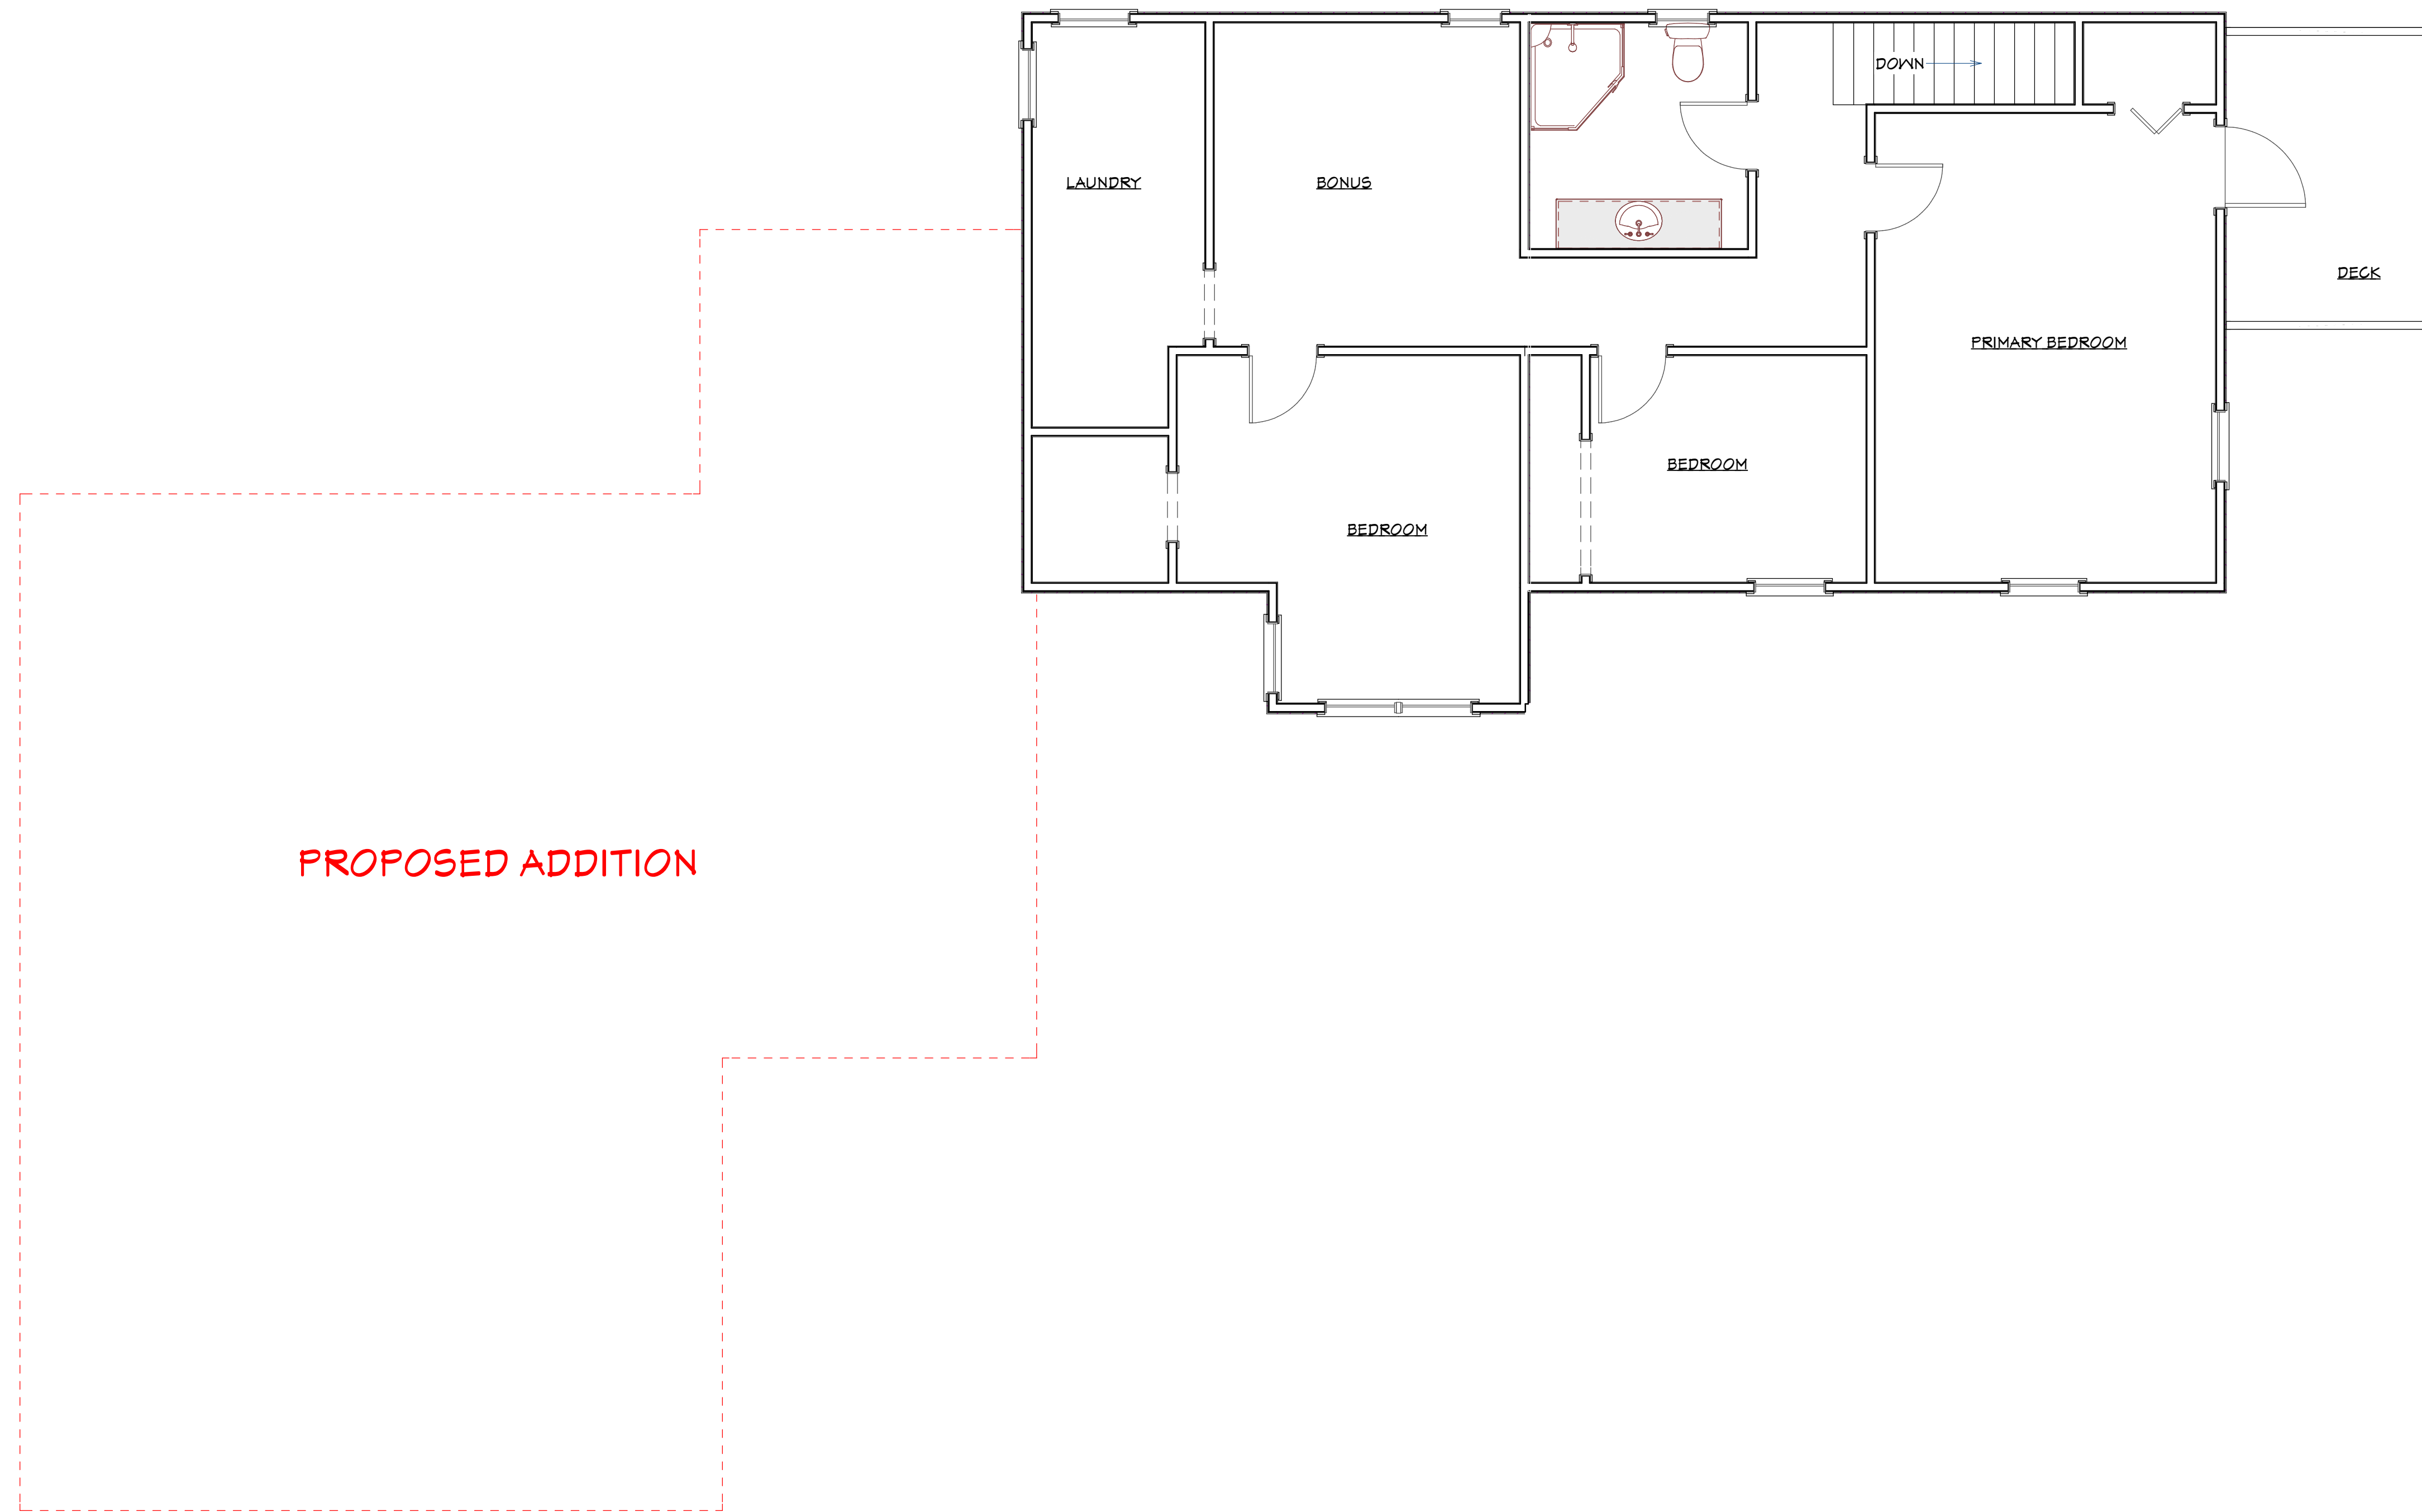 DOWN
LAUNDRY
BONUS
DECK
PRIMARY BEDROOM
BEDROOM
BEDROOM
PROPOSED ADDITION